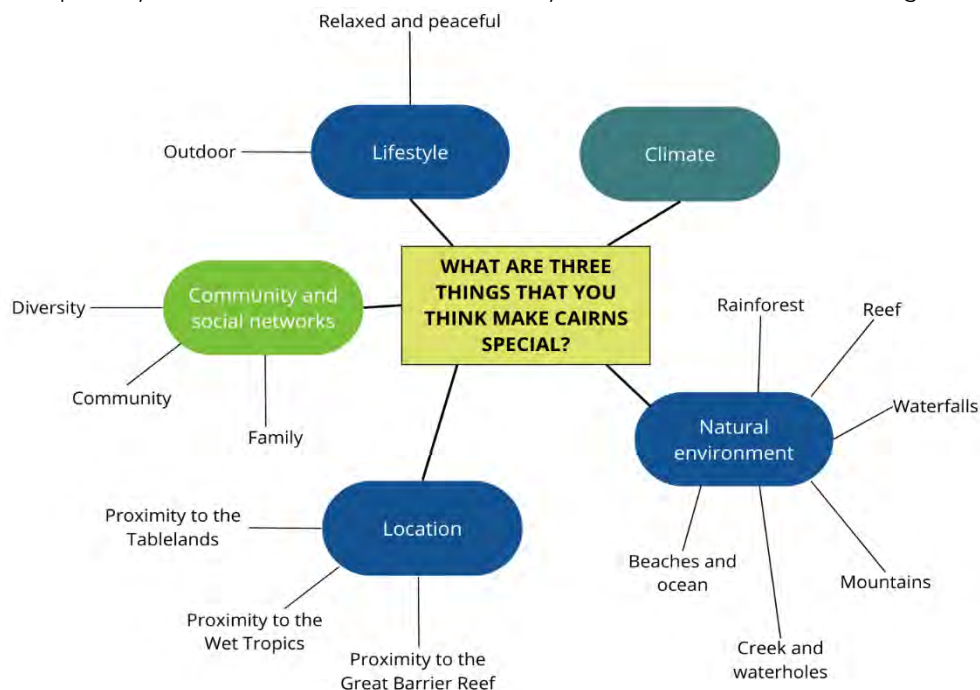 Relaxed and peaceful
Outdoor
Lifestyle
Climate
WHAT ARE THREE
THINGS THAT YOU
THINK MAKE CAIRNS
SPECIAL?
Community and
social networks
Diversity
Community
Family
Rainforest
Reef
Waterfalls
Natural
environment
Beaches and
ocean
Mountains
Creek and
waterholes
Location
Proximity to the
Tablelands
Proximity to the
Wet Tropics
Proximity to the
Great Barrier Reef